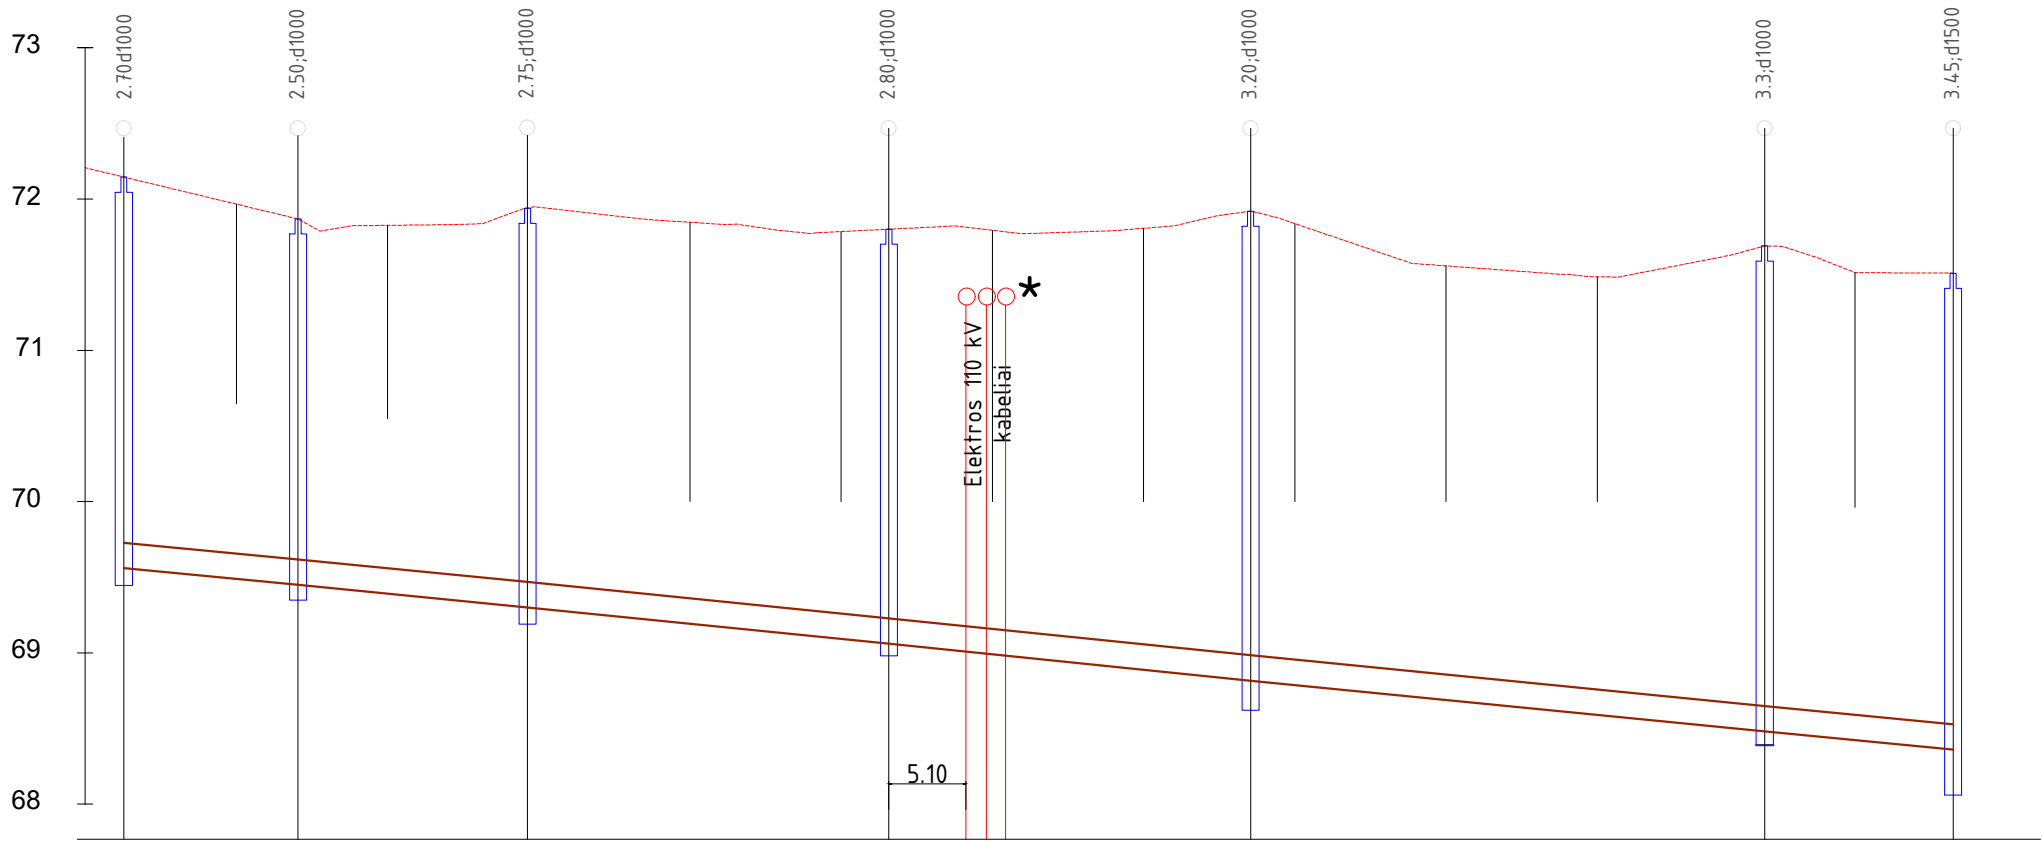 2.70d1000
2.50;d1000
2.75;d1000
2.80;d1000
3.20;d1000
3.3;d1000
3.45;d1500
73
72
71
70
69
68
*
Elektros 110 kV
kabeliai
5.10